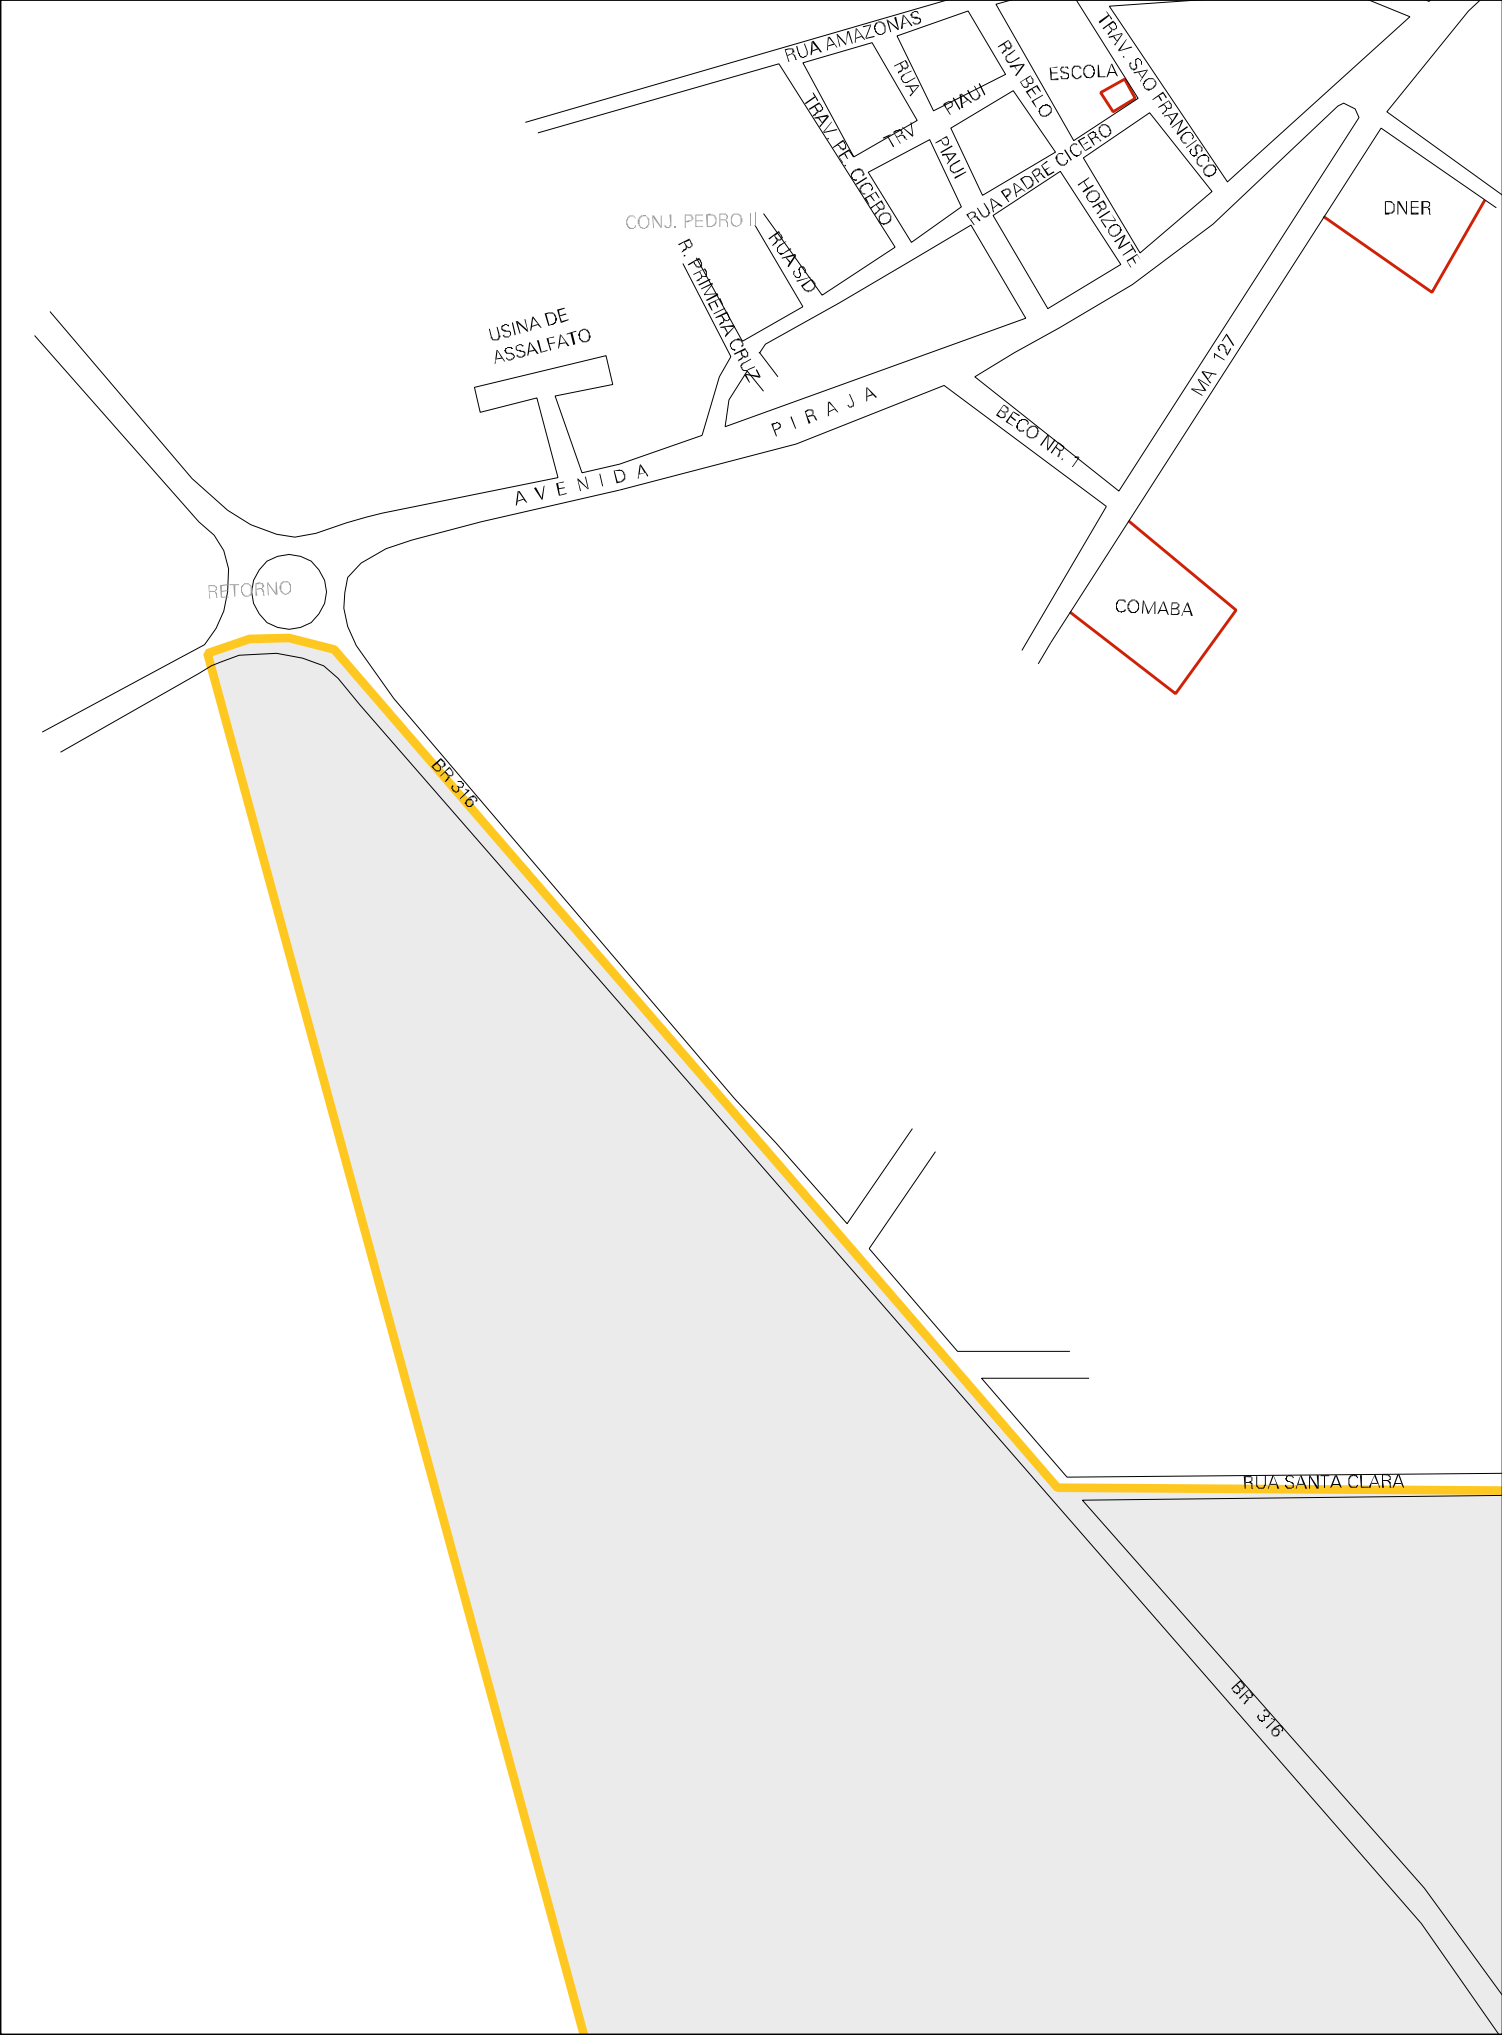 RUA AMAZONAS
TRAV. SAO FRANCISCO
RUA BELO
HORIZONTE
ESCOLA
RUA
PIAUI
TRV
PIAUI
TRAV. PE. CICERO
RUA PADRE CICERO
DNER
CONJ. PEDRO II
RUA S/D
R. PRIMEIRA CRUZ
USINA DE
ASSALFATO
MA 127
AVENIDA PIRAJA
BECO NR. 1
RETORNO
COMABA
BR 316
RUA SANTA CLARA
BR 316